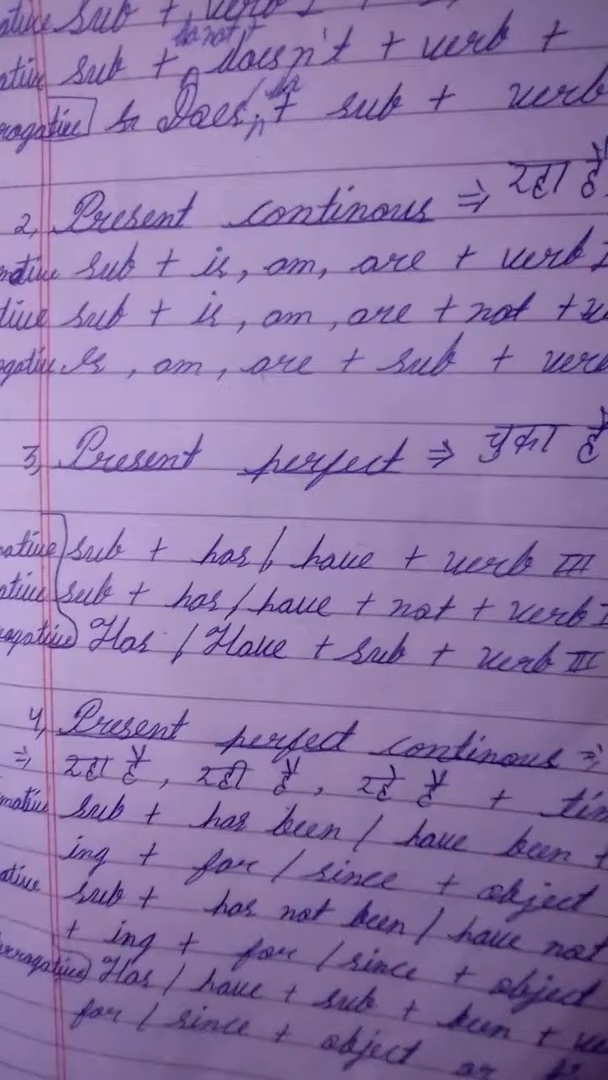 sub + verb I
sub + do not / doesn't + verb +
Does / Do + sub + verb
2, Present continous ⇒ रहा है
sub + is, am, are + verb I
sub + is, am, are + not + v
Is, am, are + sub + verb
3, Present perfect ⇒ चुका है
sub + has / have + verb III
sub + has / have + not + verb I
Has / Have + sub + verb III
4, Present perfect continous ⇒
⇒ रहा है, रही है, रहे है + tim
sub + has been / have been +
ing + for / since + object
sub + has not been / have not
+ ing + for / since + object
Has / have + sub + been + ve
for / since + object